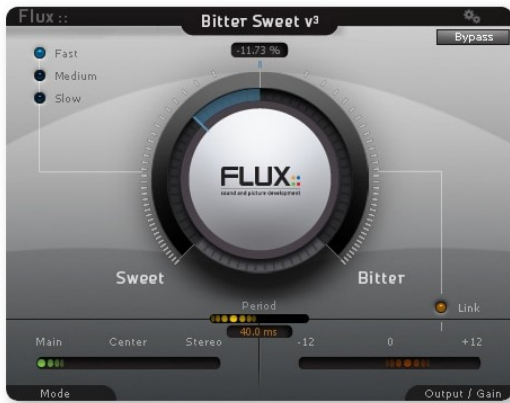 Flux ::
Bitter Sweet v³
Bypass
-11.73 %
Fast
Medium
Slow
FLUX::
sound and picture development
Sweet
Bitter
Period
Link
40.0 ms
Main Center Stereo
-12 0 +12
Mode
Output / Gain